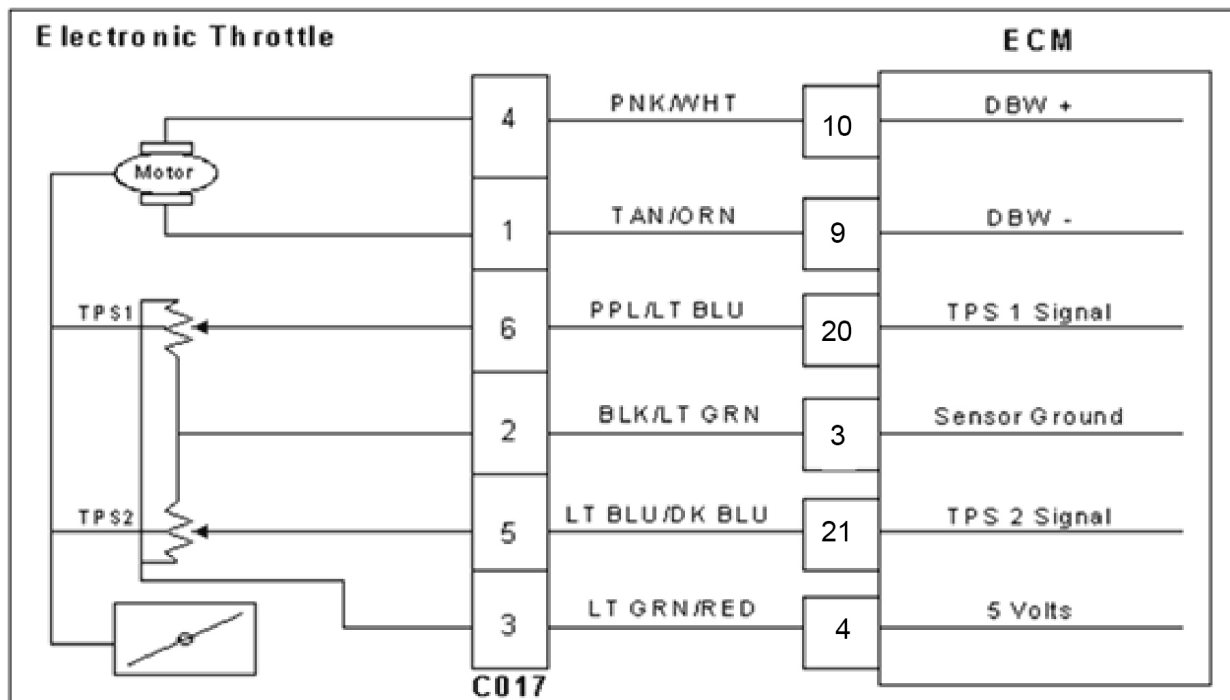 Electronic Throttle
ECM
4
PNK/WHT
10
DBW +
Motor
1
TAN/ORN
9
DBW -
TPS1
6
PPL/LT BLU
20
TPS 1 Signal
2
BLK/LT GRN
3
Sensor Ground
TPS2
5
LT BLU/DK BLU
21
TPS 2 Signal
3
LT GRN/RED
4
5 Volts
C017